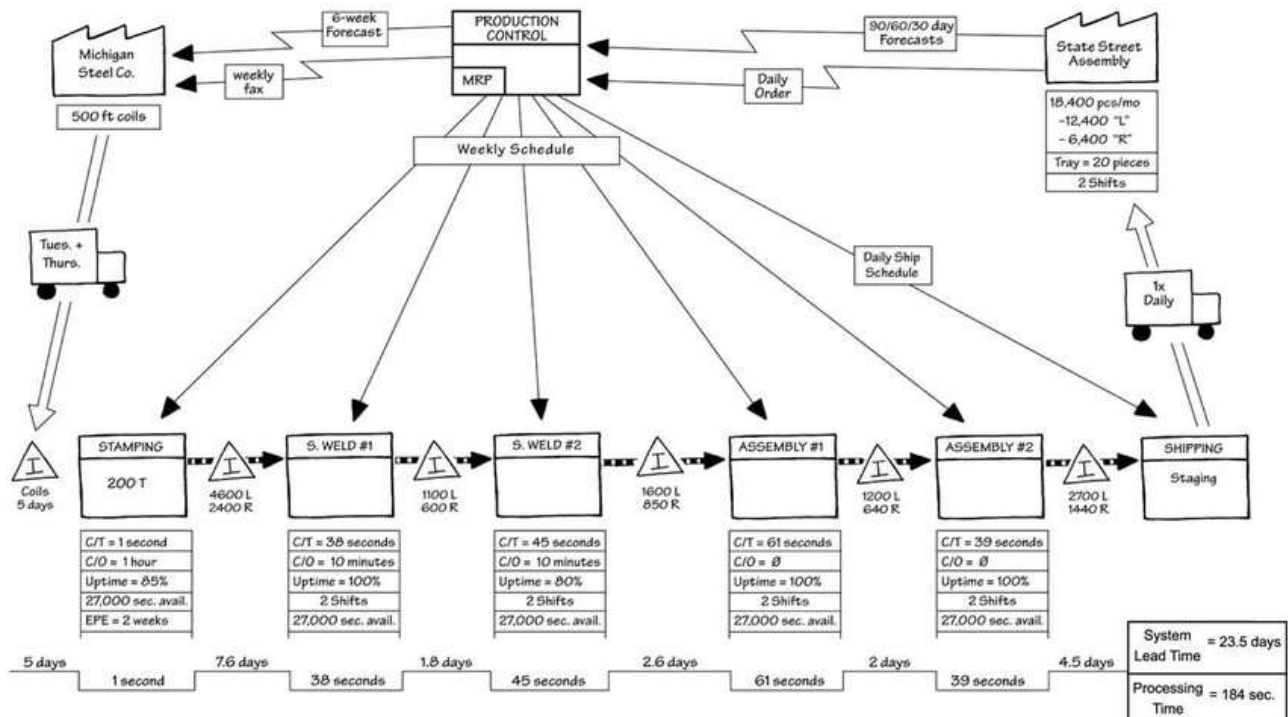 Michigan
Steel Co.
500 ft coils
6-week
Forecast
weekly
fax
PRODUCTION
CONTROL
MRP
90/60/30 day
Forecasts
Daily
Order
State Street
Assembly
18,400 pcs/mo
-12,400 "L"
- 6,400 "R"
Tray = 20 pieces
2 Shifts
Weekly Schedule
Tues. +
Thurs.
Daily Ship
Schedule
1x
Daily
I
Coils
5 days
STAMPING
200 T
I
4600 L
2400 R
S. WELD #1
I
1100 L
600 R
S. WELD #2
I
1600 L
850 R
ASSEMBLY #1
I
1200 L
640 R
ASSEMBLY #2
I
2700 L
1440 R
SHIPPING
Staging
C/T = 1 second
C/O = 1 hour
Uptime = 85%
27,000 sec. avail.
EPE = 2 weeks
C/T = 38 seconds
C/O = 10 minutes
Uptime = 100%
2 Shifts
27,000 sec. avail.
C/T = 45 seconds
C/O = 10 minutes
Uptime = 80%
2 Shifts
27,000 sec. avail.
C/T = 61 seconds
C/O = Ø
Uptime = 100%
2 Shifts
27,000 sec. avail.
C/T = 39 seconds
C/O = Ø
Uptime = 100%
2 Shifts
27,000 sec. avail.
5 days
1 second
7.6 days
38 seconds
1.8 days
45 seconds
2.6 days
61 seconds
2 days
39 seconds
4.5 days
System
Lead Time = 23.5 days
Processing
Time = 184 sec.